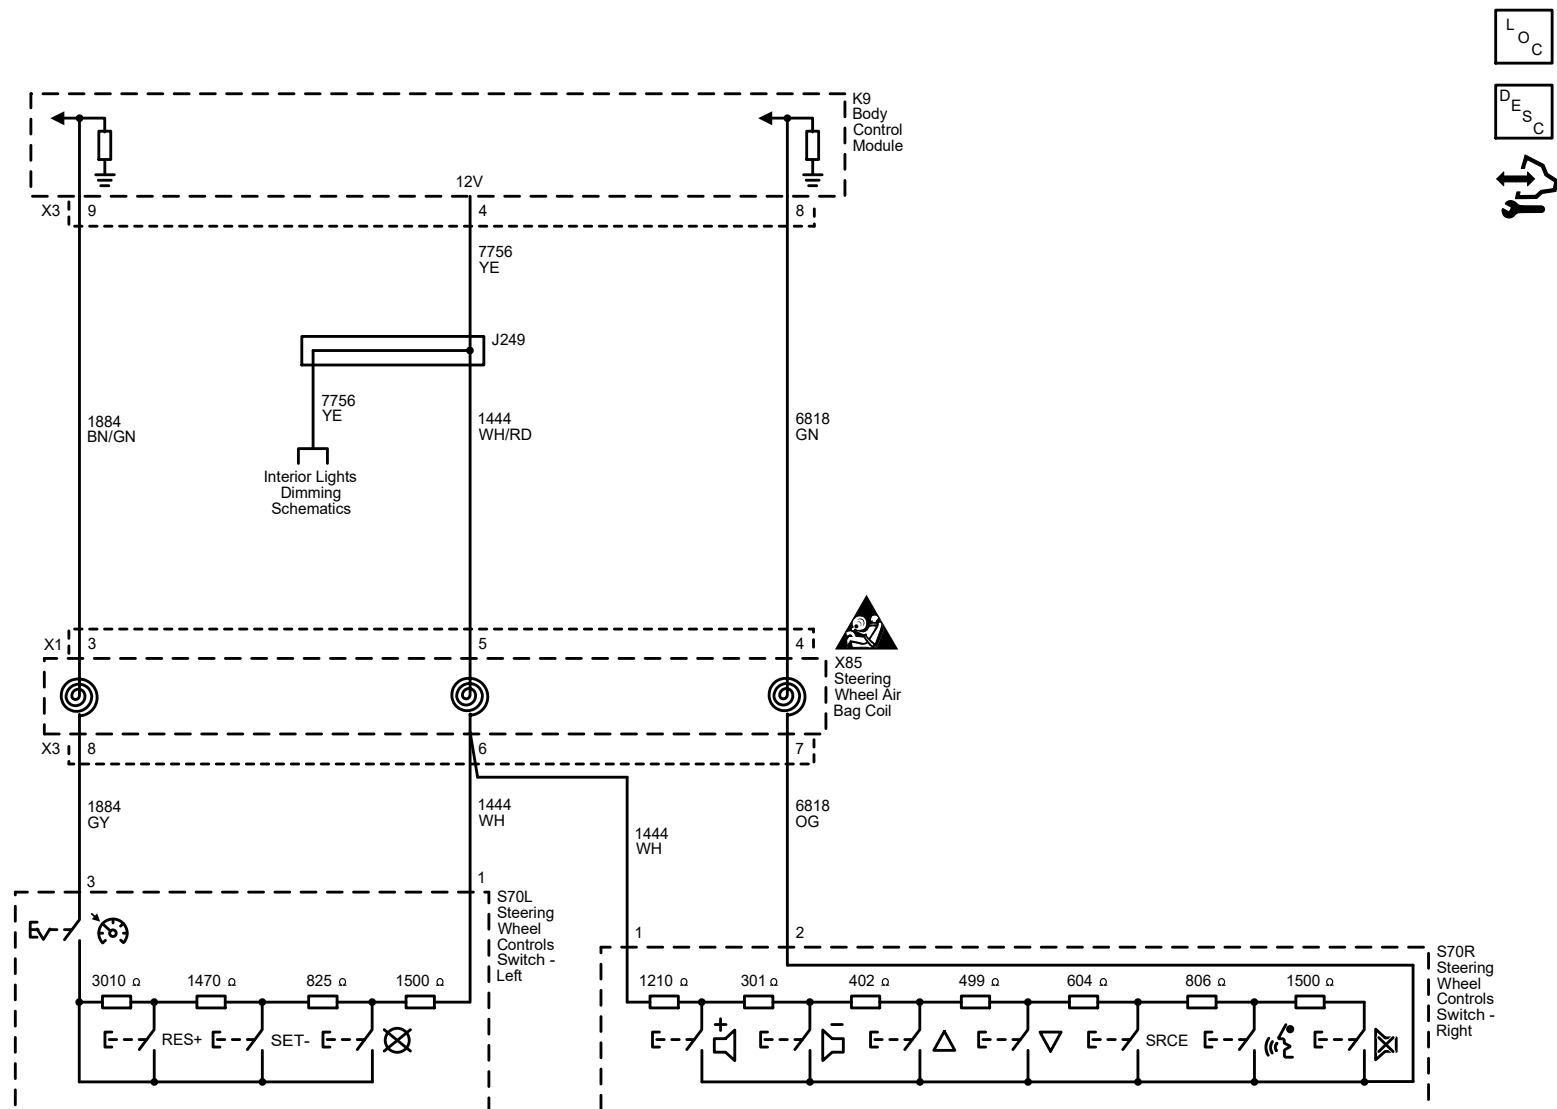 L
O
C
D
E
S
C
K9
Body
Control
Module
12V
X3
9
4
8
7756
YE
J249
7756
YE
1884
BN/GN
1444
WH/RD
6818
GN
Interior Lights
Dimming
Schematics
X1
3
5
4
X85
Steering
Wheel Air
Bag Coil
X3
8
6
7
1884
GY
1444
WH
1444
WH
6818
OG
3
1
S70L
Steering
Wheel
Controls
Switch -
Left
1
2
S70R
Steering
Wheel
Controls
Switch -
Right
3010 Ω
1470 Ω
825 Ω
1500 Ω
1210 Ω
301 Ω
402 Ω
499 Ω
604 Ω
806 Ω
1500 Ω
RES+
SET-
+
−
SRCE